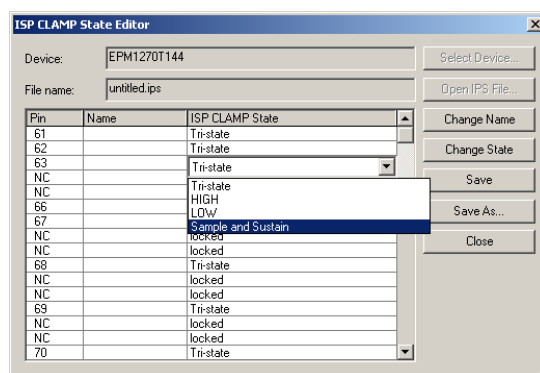 ISP CLAMP State Editor
Device: EPM1270T144 Select Device...
File name: untitled.ips Open IPS File...
Pin Name ISP CLAMP State Change Name
61 Tri-state
62 Tri-state Change State
63 Tri-state
NC Tri-state Save
NC HIGH
66 LOW Save As...
67 Sample and Sustain
NC locked Close
NC locked
68 Tri-state
NC locked
NC locked
69 Tri-state
NC locked
NC locked
70 Tri-state